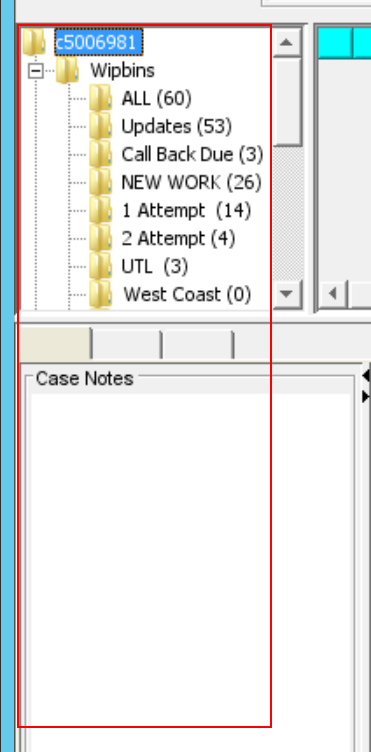 c5006981
Wipbins
ALL (60)
Updates (53)
Call Back Due (3)
NEW WORK (26)
1 Attempt (14)
2 Attempt (4)
UTL (3)
West Coast (0)
Case Notes